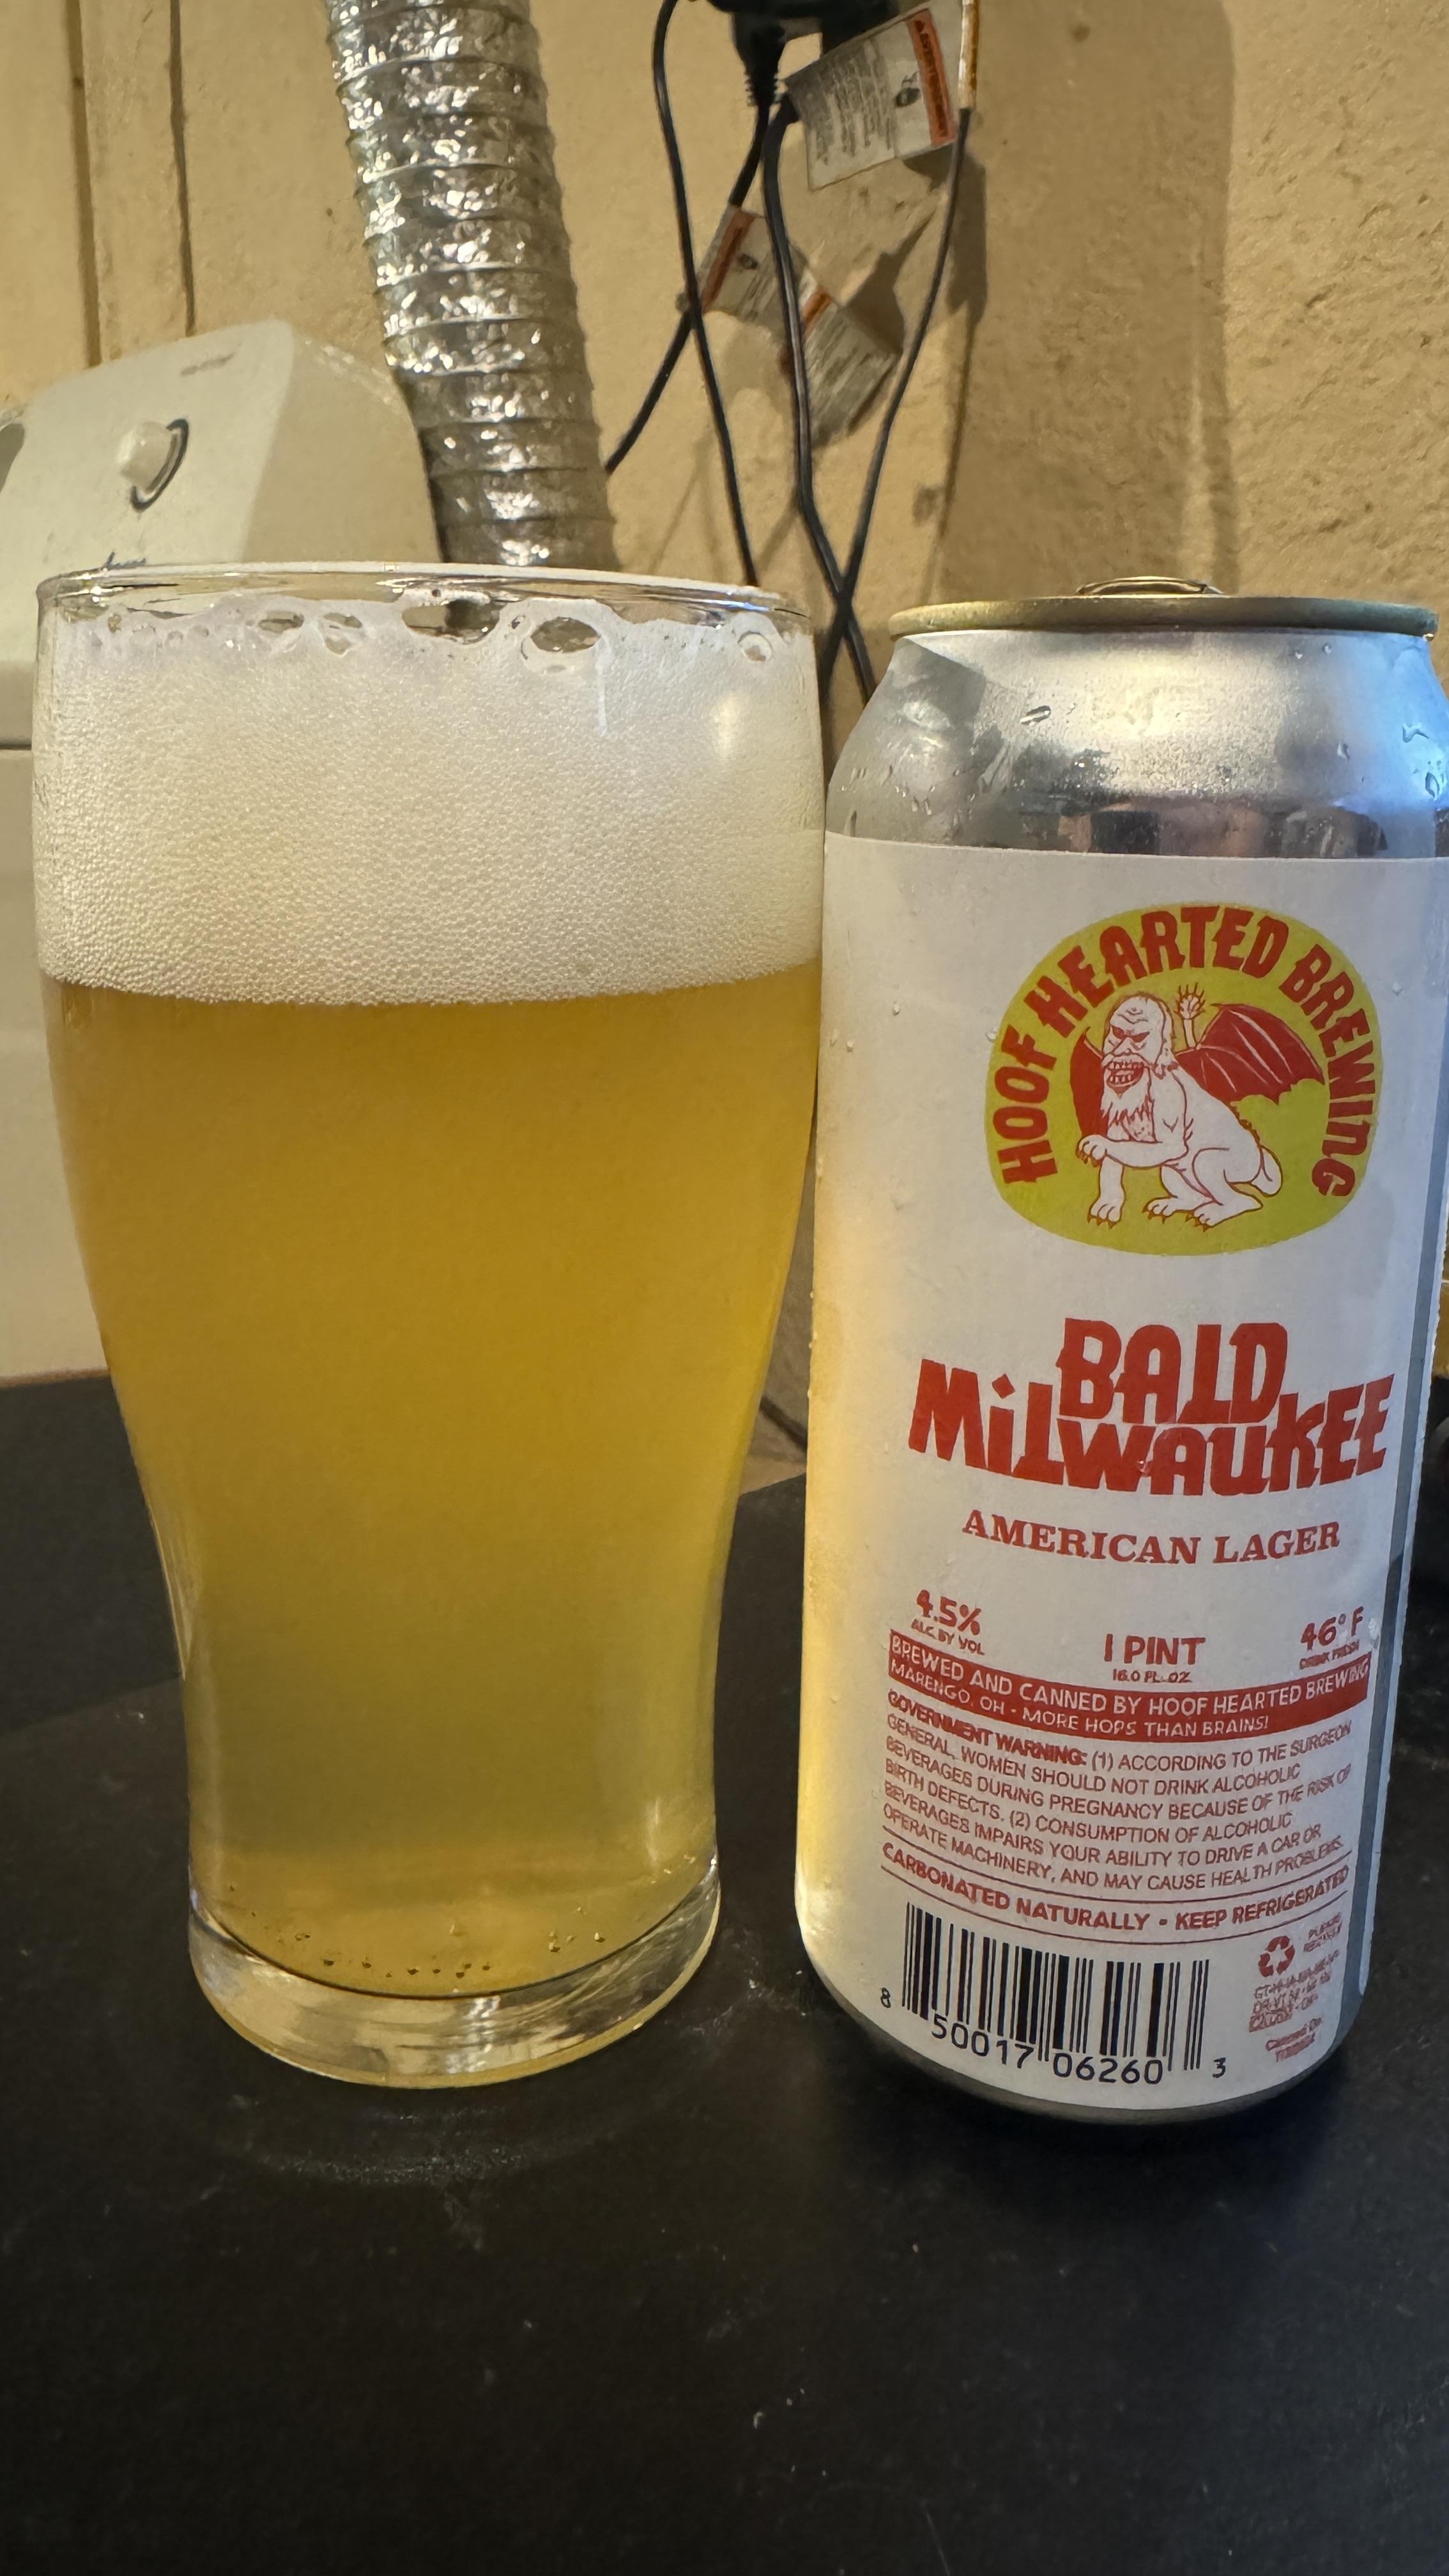 HOOF HEARTED BREWING
BALD
MiLWAUKEE
AMERICAN LAGER
4.5%
ALC. BY VOL
1 PINT
16.0 FL. OZ.
46° F
DRINK FRESH
BREWED AND CANNED BY HOOF HEARTED BREWING
MARENGO, OH - MORE HOPS THAN BRAINS!
GOVERNMENT WARNING: (1) ACCORDING TO THE SURGEON
GENERAL, WOMEN SHOULD NOT DRINK ALCOHOLIC
BEVERAGES DURING PREGNANCY BECAUSE OF THE RISK OF
BIRTH DEFECTS. (2) CONSUMPTION OF ALCOHOLIC
BEVERAGES IMPAIRS YOUR ABILITY TO DRIVE A CAR OR
OPERATE MACHINERY, AND MAY CAUSE HEALTH PROBLEMS.
CARBONATED NATURALLY • KEEP REFRIGERATED
PLEASE
RECYCLE
8 50017 06260 3